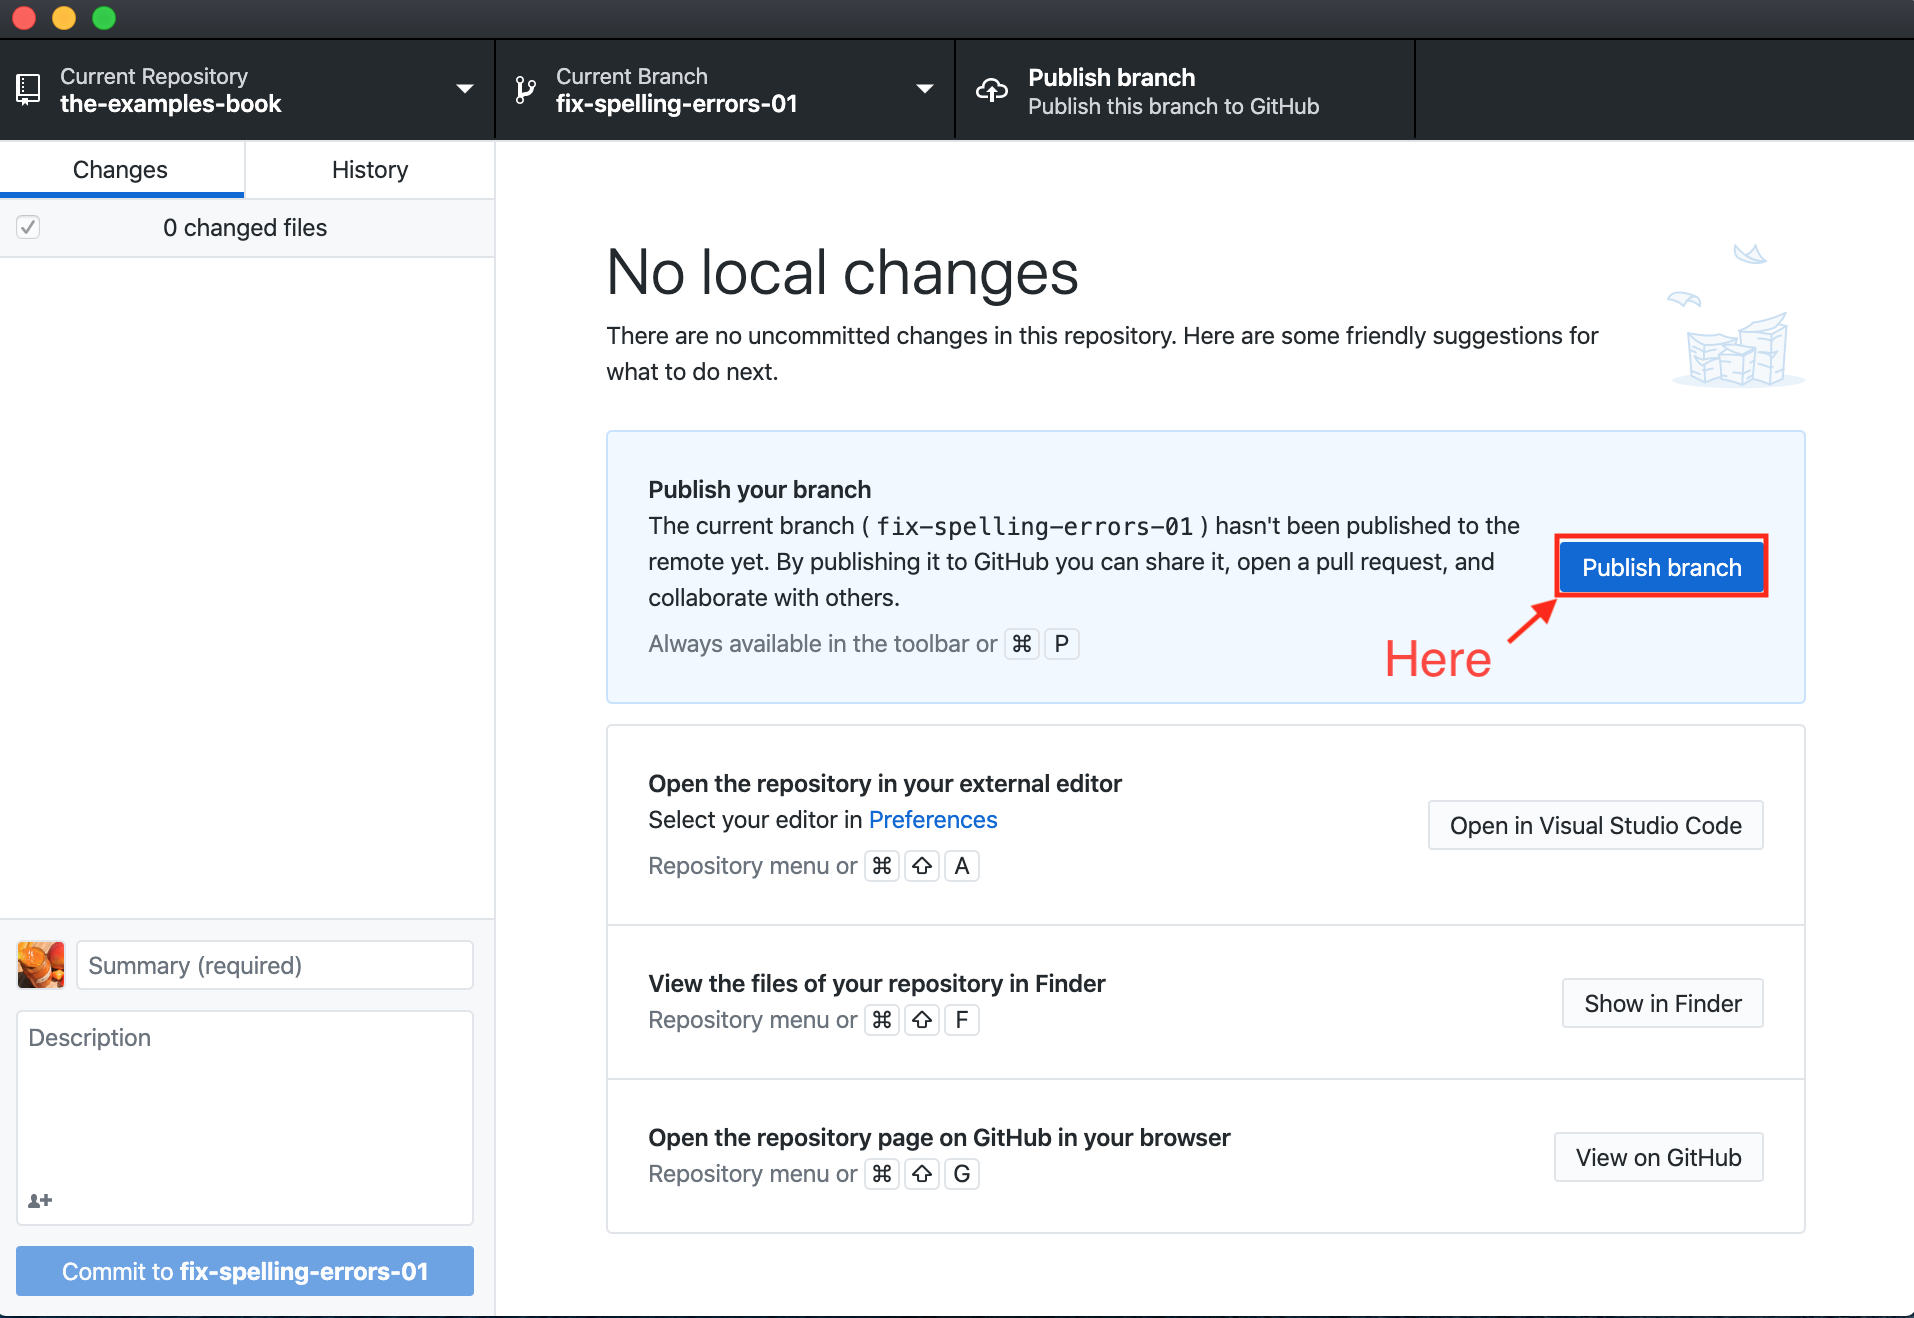 Current Repository
the-examples-book
Current Branch
fix-spelling-errors-01
Publish branch
Publish this branch to GitHub
Changes
History
0 changed files
No local changes
There are no uncommitted changes in this repository. Here are some friendly suggestions for
what to do next.
Publish your branch
The current branch ( fix-spelling-errors-01 ) hasn't been published to the
remote yet. By publishing it to GitHub you can share it, open a pull request, and
collaborate with others.
Always available in the toolbar or ⌘ P
Publish branch
Here
Open the repository in your external editor
Select your editor in Preferences
Repository menu or ⌘ ⇧ A
Open in Visual Studio Code
View the files of your repository in Finder
Repository menu or ⌘ ⇧ F
Show in Finder
Open the repository page on GitHub in your browser
Repository menu or ⌘ ⇧ G
View on GitHub
Summary (required)
Description
Commit to fix-spelling-errors-01